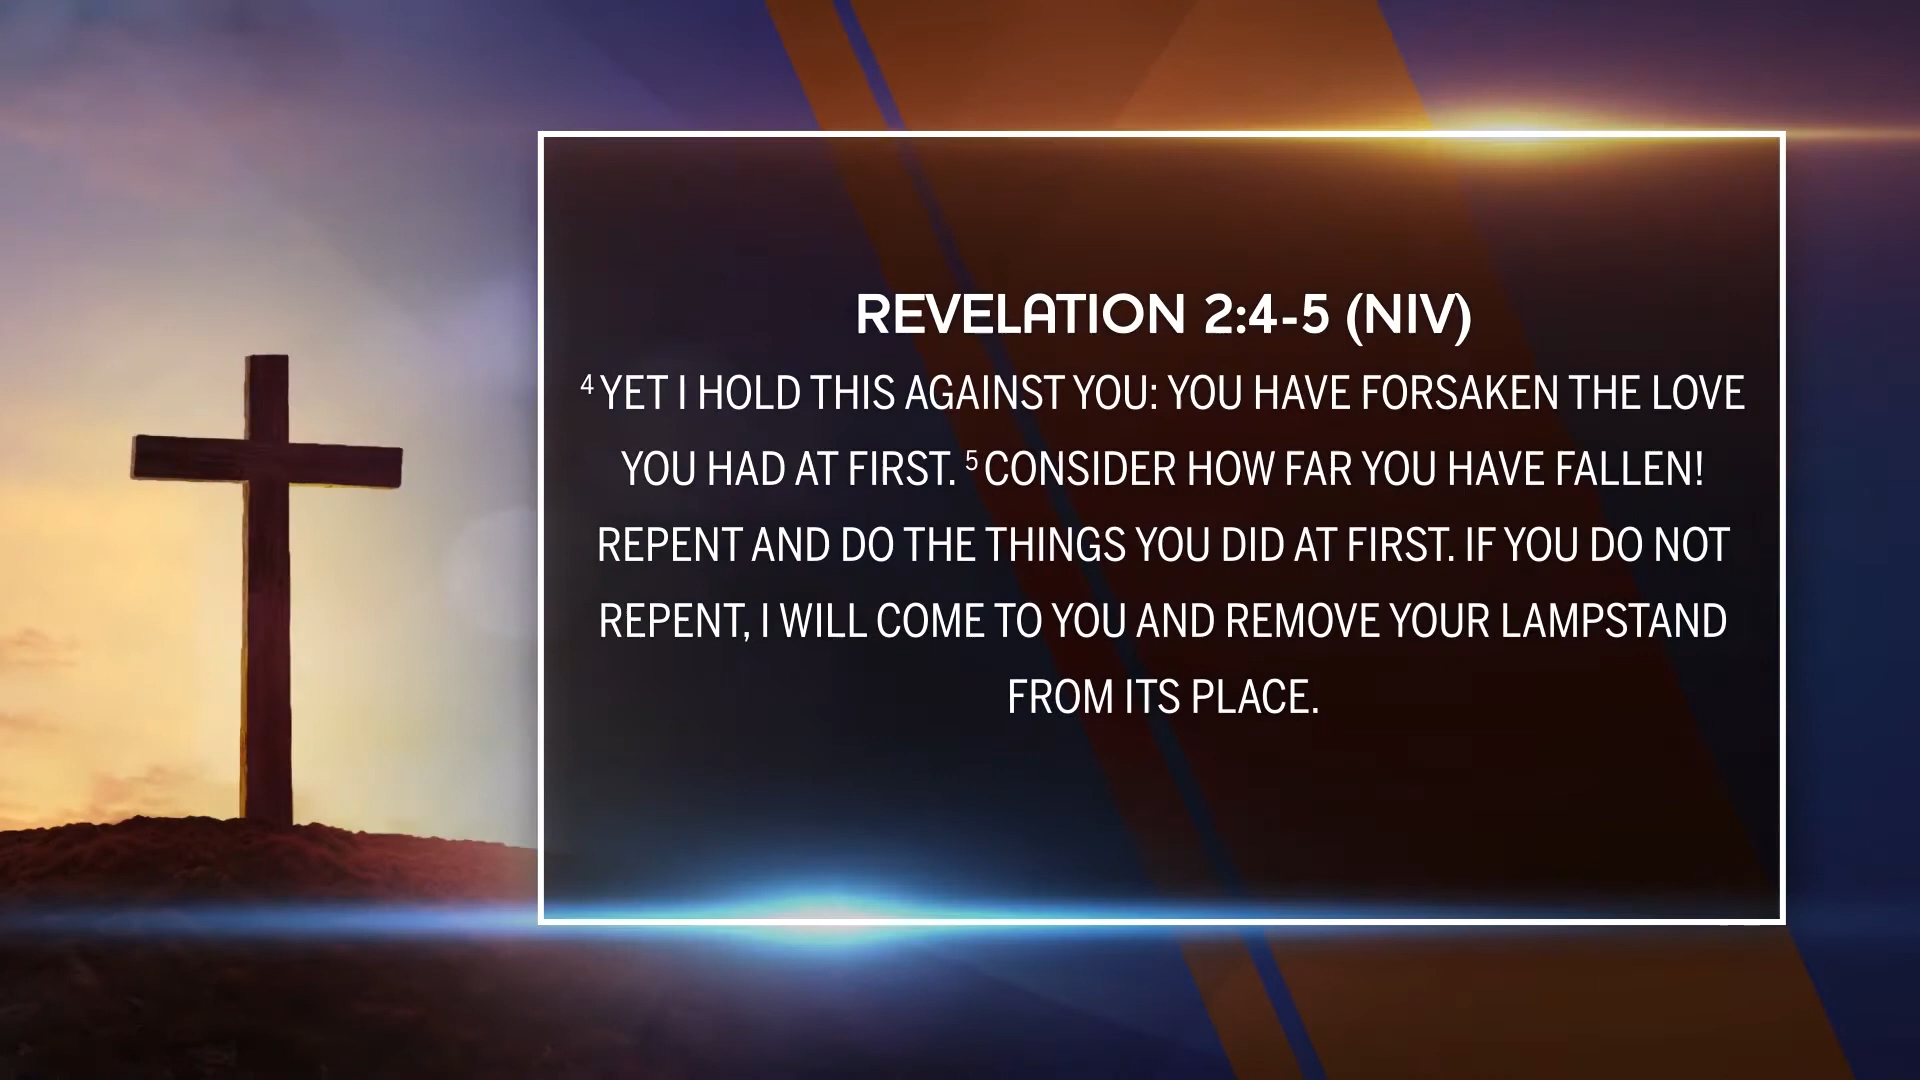 REVELATION 2:4-5 (NIV)
4 YET I HOLD THIS AGAINST YOU: YOU HAVE FORSAKEN THE LOVE
YOU HAD AT FIRST. 5 CONSIDER HOW FAR YOU HAVE FALLEN!
REPENT AND DO THE THINGS YOU DID AT FIRST. IF YOU DO NOT
REPENT, I WILL COME TO YOU AND REMOVE YOUR LAMPSTAND
FROM ITS PLACE.